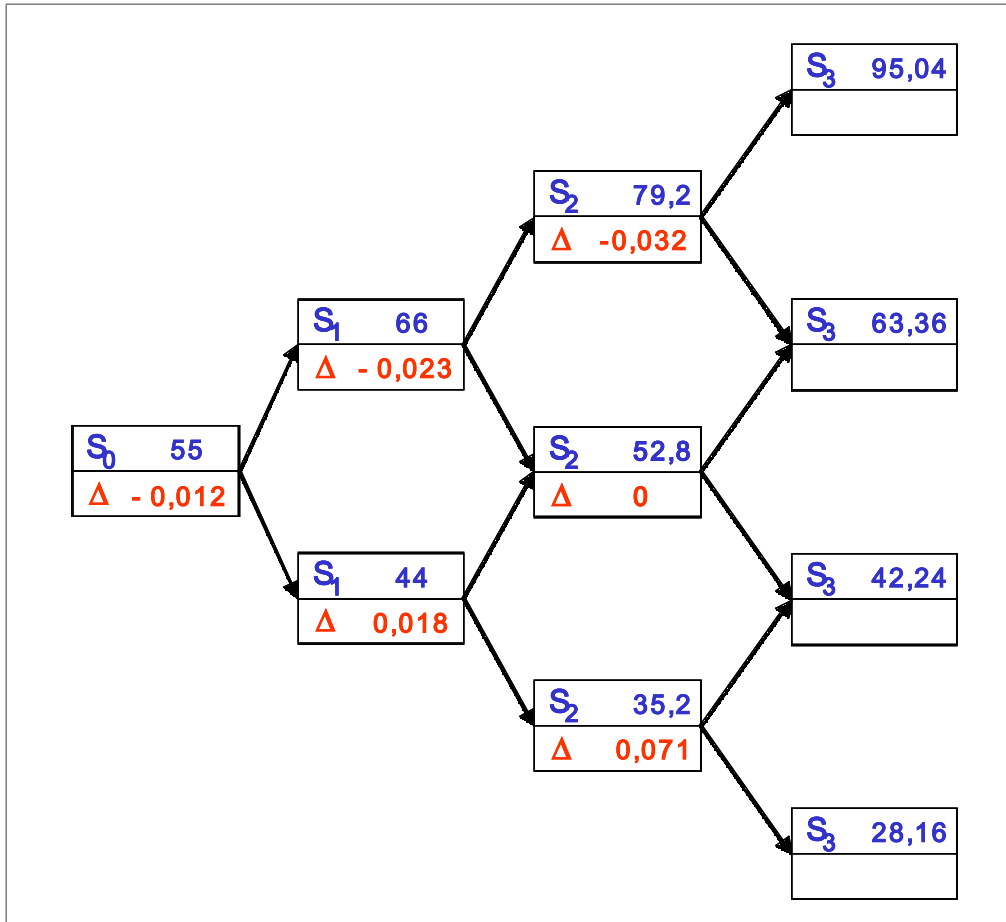 S0 55
Δ - 0,012
S1 66
Δ - 0,023
S1 44
Δ 0,018
S2 79,2
Δ -0,032
S2 52,8
Δ 0
S2 35,2
Δ 0,071
S3 95,04
S3 63,36
S3 42,24
S3 28,16